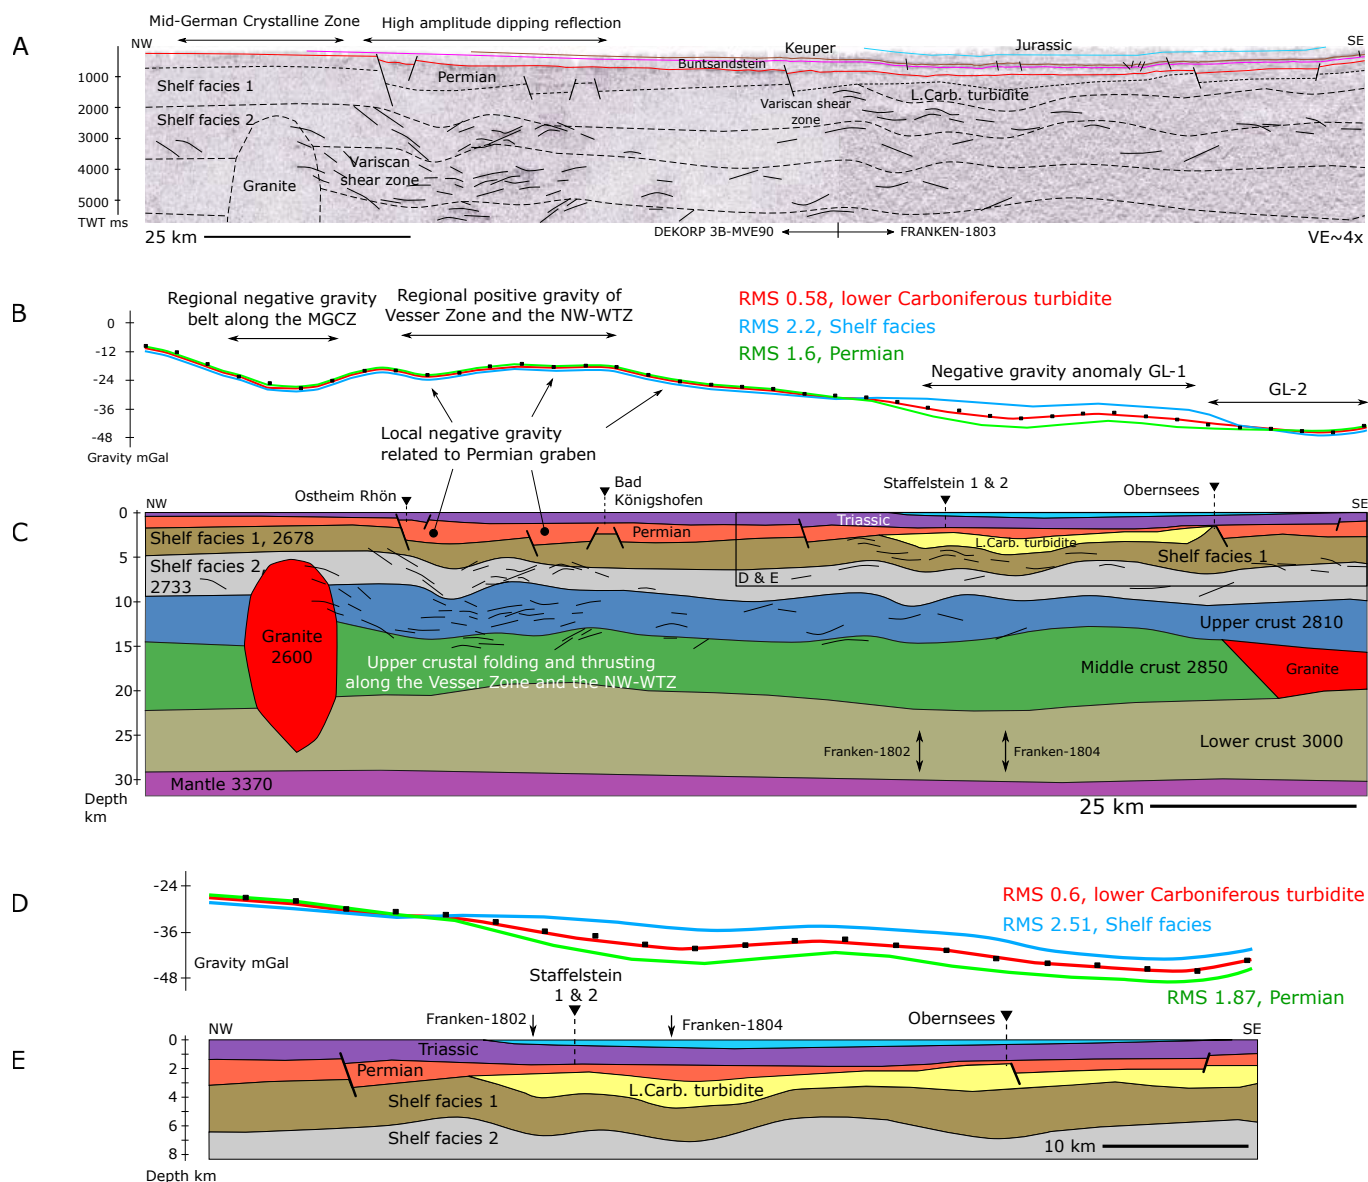 A
Mid-German Crystalline Zone
High amplitude dipping reflection
NW
SE
Keuper
Jurassic
Buntsandstein
Permian
1000
2000
3000
4000
5000
TWT ms
Shelf facies 1
Shelf facies 2
Variscan shear
zone
L.Carb. turbidite
Variscan
shear zone
Granite
25 km
DEKORP 3B-MVE90
FRANKEN-1803
VE~4x
B
Regional negative gravity
belt along the MGCZ
Regional positive gravity of
Vesser Zone and the NW-WTZ
RMS 0.58, lower Carboniferous turbidite
RMS 2.2, Shelf facies
RMS 1.6, Permian
0
-12
-24
-36
-48
Gravity mGal
Negative gravity anomaly GL-1
GL-2
Local negative gravity
related to Permian graben
C
NW
SE
Ostheim Rhön
Bad
Königshofen
Staffelstein 1 & 2
Obernsees
0
5
10
15
20
25
30
Depth
km
Triassic
Permian
Shelf facies 1, 2678
L.Carb. turbidite
Shelf facies 1
Shelf facies 2,
2733
D & E
Upper crust 2810
Granite
2600
Upper crustal folding and thrusting
along the Vesser Zone and the NW-WTZ
Middle crust 2850
Granite
Lower crust 3000
Franken-1802
Franken-1804
Mantle 3370
25 km
D
-24
-36
-48
Gravity mGal
RMS 0.6, lower Carboniferous turbidite
RMS 2.51, Shelf facies
RMS 1.87, Permian
E
Staffelstein
1 & 2
Franken-1802
Franken-1804
Obernsees
NW
SE
0
2
4
6
8
Depth km
Triassic
Permian
L.Carb. turbidite
Shelf facies 1
Shelf facies 2
10 km